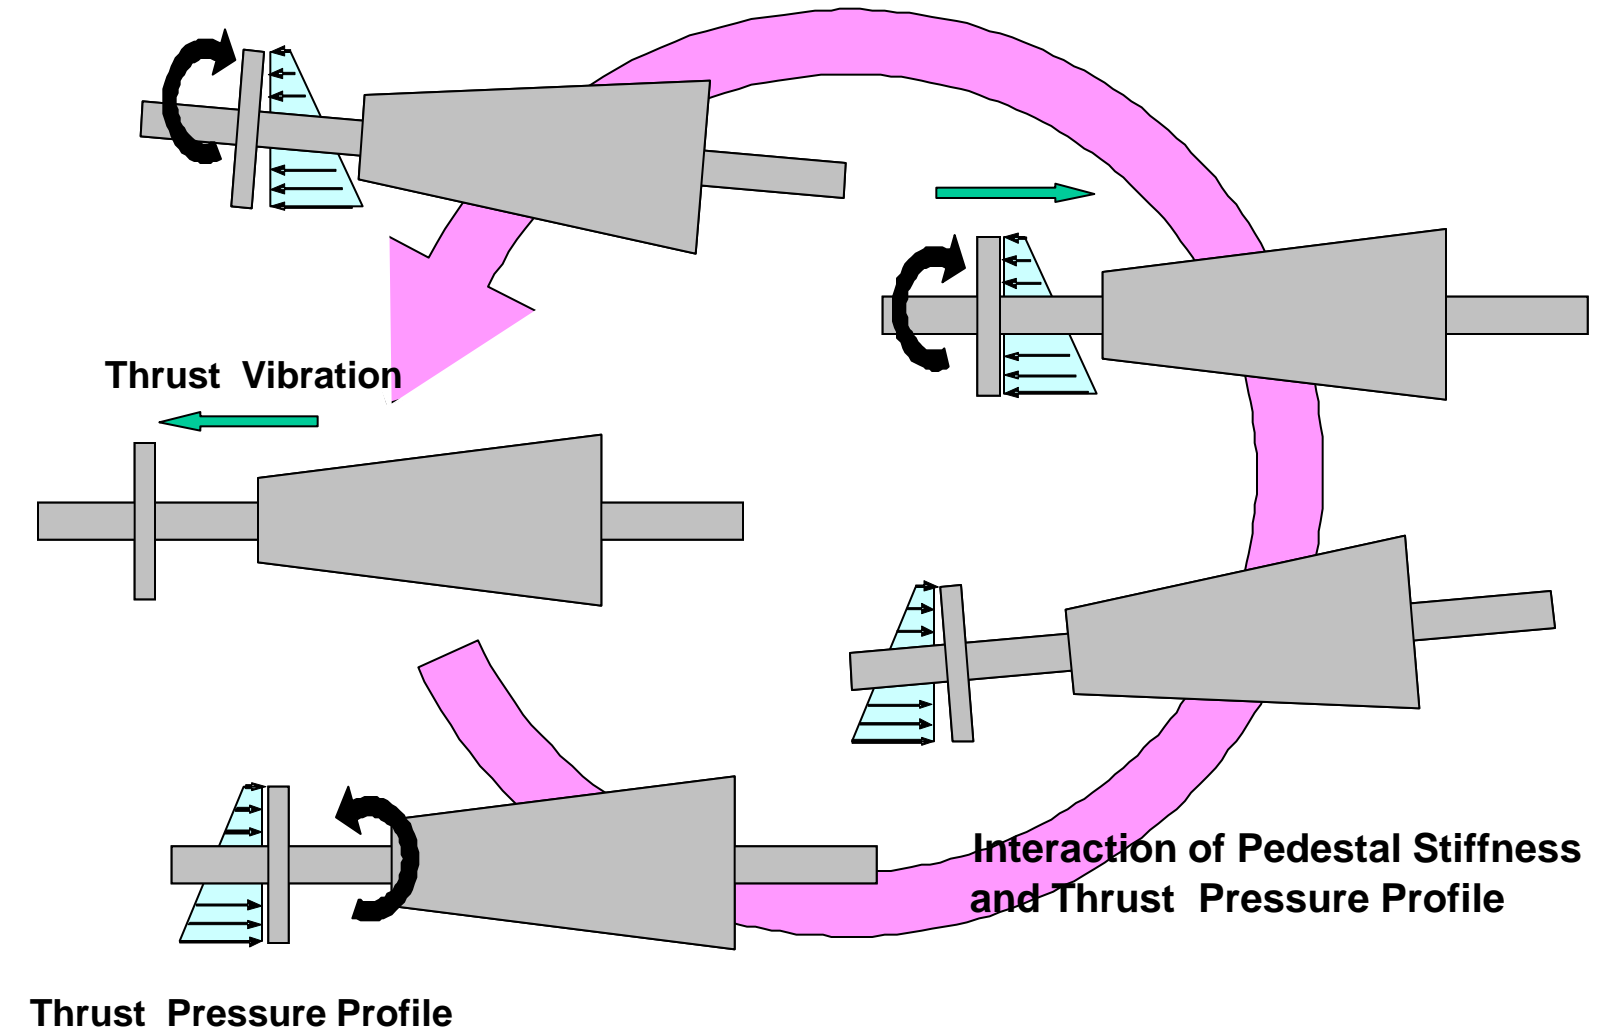 Thrust Vibration
Interaction of Pedestal Stiffness
and Thrust Pressure Profile
Thrust Pressure Profile